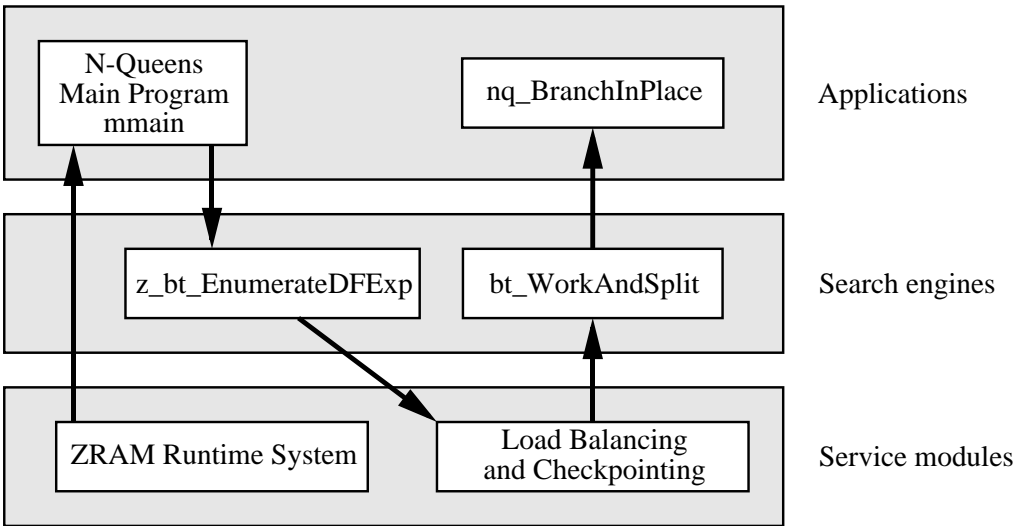 N-Queens
Main Program
mmain
nq_BranchInPlace
Applications
z_bt_EnumerateDFExp
bt_WorkAndSplit
Search engines
ZRAM Runtime System
Load Balancing
and Checkpointing
Service modules